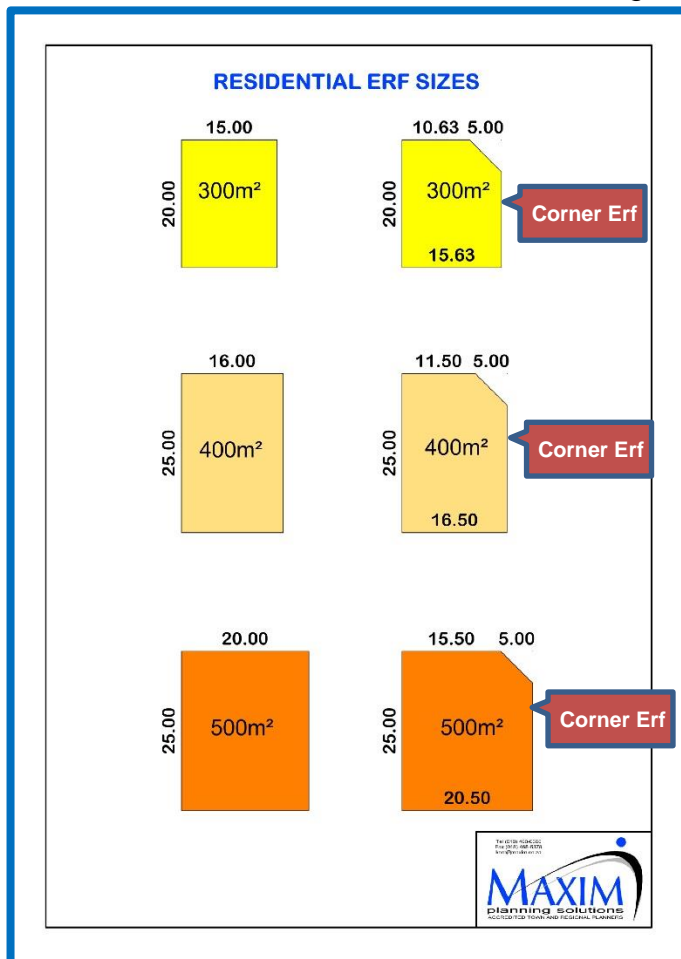 RESIDENTIAL ERF SIZES
15.00
10.63 5.00
20.00
300m²
20.00
300m²
Corner Erf
15.63
16.00
11.50 5.00
25.00
400m²
25.00
400m²
Corner Erf
16.50
20.00
15.50 5.00
25.00
500m²
25.00
500m²
Corner Erf
20.50
MAXIM
planning solutions
ACCREDITED TOWN AND REGIONAL PLANNERS